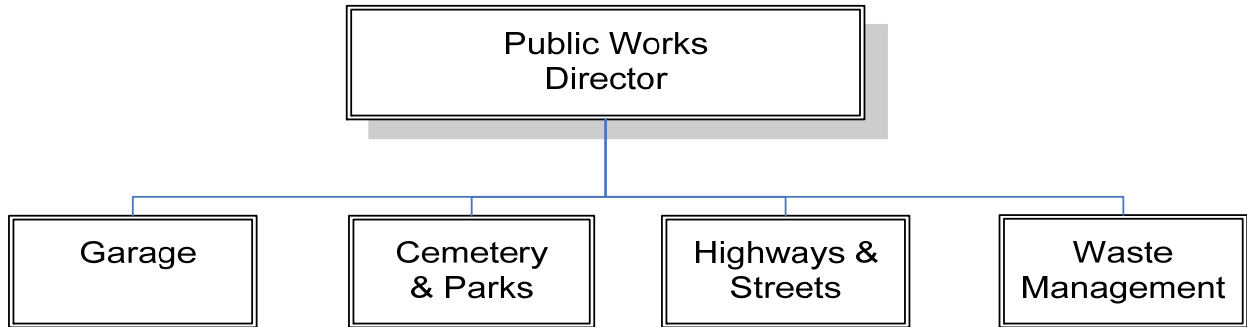 Public Works
Director
Garage
Cemetery
& Parks
Highways &
Streets
Waste
Management